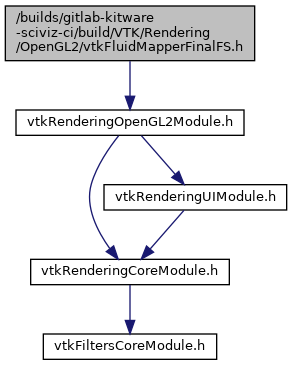 /builds/gitlab-kitware
-sciviz-ci/build/VTK/Rendering
/OpenGL2/vtkFluidMapperFinalFS.h
vtkRenderingOpenGL2Module.h
vtkRenderingUIModule.h
vtkRenderingCoreModule.h
vtkFiltersCoreModule.h